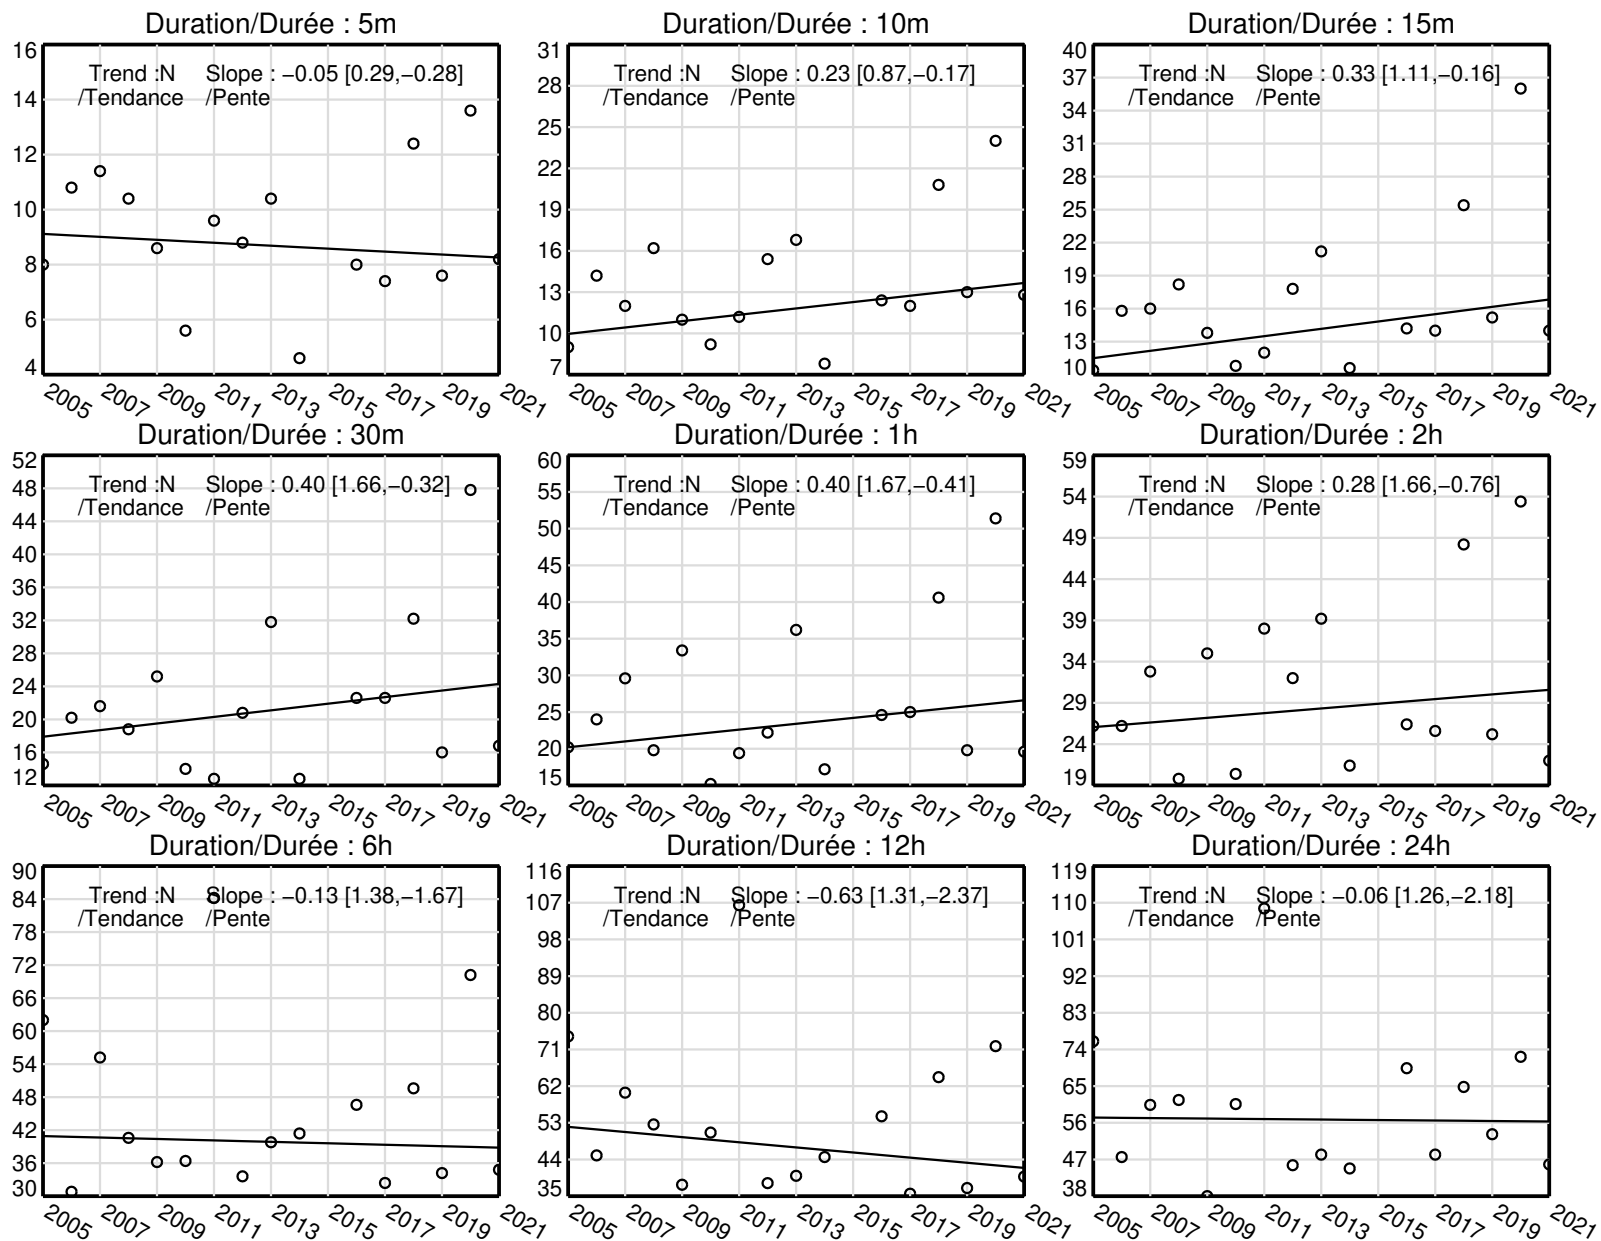 Duration/Durée : 5m
16
14
12
10
8
6
4
Trend :N Slope : −0.05 [0.29,−0.28]
/Tendance /Pente
2005 2007 2009 2011 2013 2015 2017 2019 2021
Duration/Durée : 10m
31
28
25
22
19
16
13
10
7
Trend :N Slope : 0.23 [0.87,−0.17]
/Tendance /Pente
2005 2007 2009 2011 2013 2015 2017 2019 2021
Duration/Durée : 15m
40
37
34
31
28
25
22
19
16
13
10
Trend :N Slope : 0.33 [1.11,−0.16]
/Tendance /Pente
2005 2007 2009 2011 2013 2015 2017 2019 2021
Duration/Durée : 30m
52
48
44
40
36
32
28
24
20
16
12
Trend :N Slope : 0.40 [1.66,−0.32]
/Tendance /Pente
2005 2007 2009 2011 2013 2015 2017 2019 2021
Duration/Durée : 1h
60
55
50
45
40
35
30
25
20
15
Trend :N Slope : 0.40 [1.67,−0.41]
/Tendance /Pente
2005 2007 2009 2011 2013 2015 2017 2019 2021
Duration/Durée : 2h
59
54
49
44
39
34
29
24
19
Trend :N Slope : 0.28 [1.66,−0.76]
/Tendance /Pente
2005 2007 2009 2011 2013 2015 2017 2019 2021
Duration/Durée : 6h
90
84
78
72
66
60
54
48
42
36
30
Trend :N Slope : −0.13 [1.38,−1.67]
/Tendance /Pente
2005 2007 2009 2011 2013 2015 2017 2019 2021
Duration/Durée : 12h
116
107
98
89
80
71
62
53
44
35
Trend :N Slope : −0.63 [1.31,−2.37]
/Tendance /Pente
2005 2007 2009 2011 2013 2015 2017 2019 2021
Duration/Durée : 24h
119
110
101
92
83
74
65
56
47
38
Trend :N Slope : −0.06 [1.26,−2.18]
/Tendance /Pente
2005 2007 2009 2011 2013 2015 2017 2019 2021